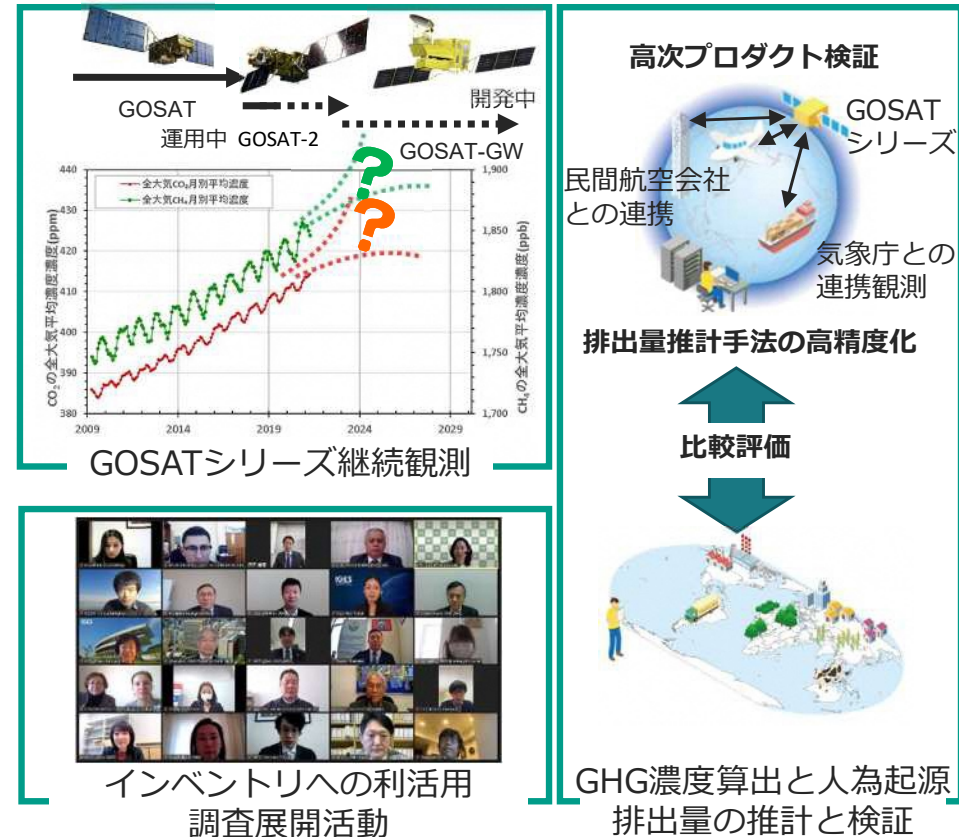 GOSAT
運用中 GOSAT-2
開発中
GOSAT-GW
440
430
420
410
400
390
380
CO₂の全大気平均濃度濃度(ppm)
全大気CO₂月別平均濃度
全大気CH₄月別平均濃度
?
?
1,900
1,850
1,800
1,750
1,700
CH₄の全大気平均濃度濃度(ppb)
2009
2014
2019
2024
2029
GOSATシリーズ継続観測
インベントリへの利活用
調査展開活動
高次プロダクト検証
GOSAT
シリーズ
民間航空会社
との連携
気象庁との
連携観測
排出量推計手法の高精度化
比較評価
GHG濃度算出と人為起源
排出量の推計と検証